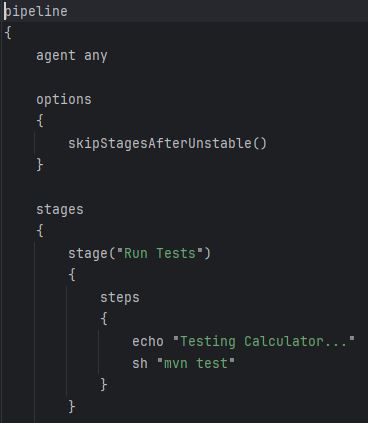 pipeline
{
    agent any

    options
    {
        skipStagesAfterUnstable()
    }

    stages
    {
        stage("Run Tests")
        {
            steps
            {
                echo "Testing Calculator..."
                sh "mvn test"
            }
        }